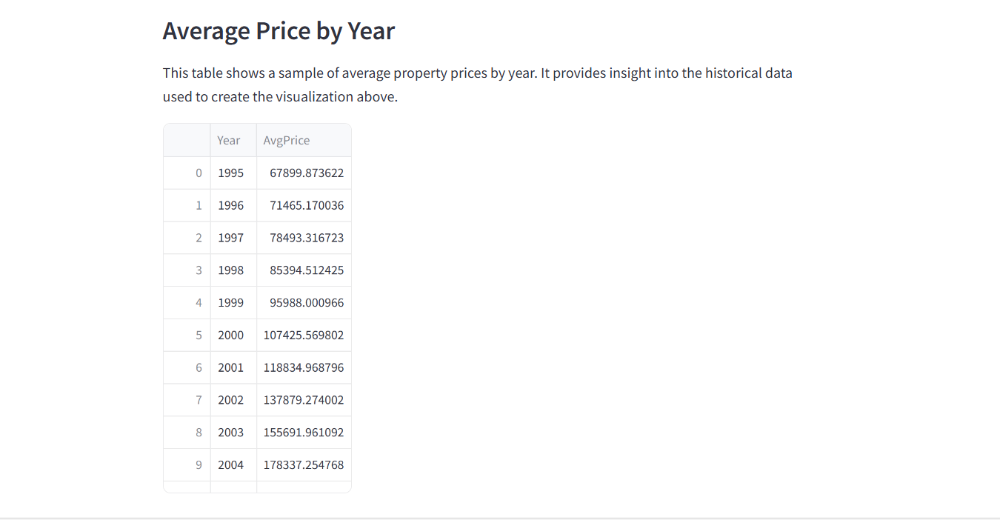 Average Price by Year
This table shows a sample of average property prices by year. It provides insight into the historical data
used to create the visualization above.
Year AvgPrice
0 1995 67899.873622
1 1996 71465.170036
2 1997 78493.316723
3 1998 85394.512425
4 1999 95988.000966
5 2000 107425.569802
6 2001 118834.968796
7 2002 137879.274002
8 2003 155691.961092
9 2004 178337.254768